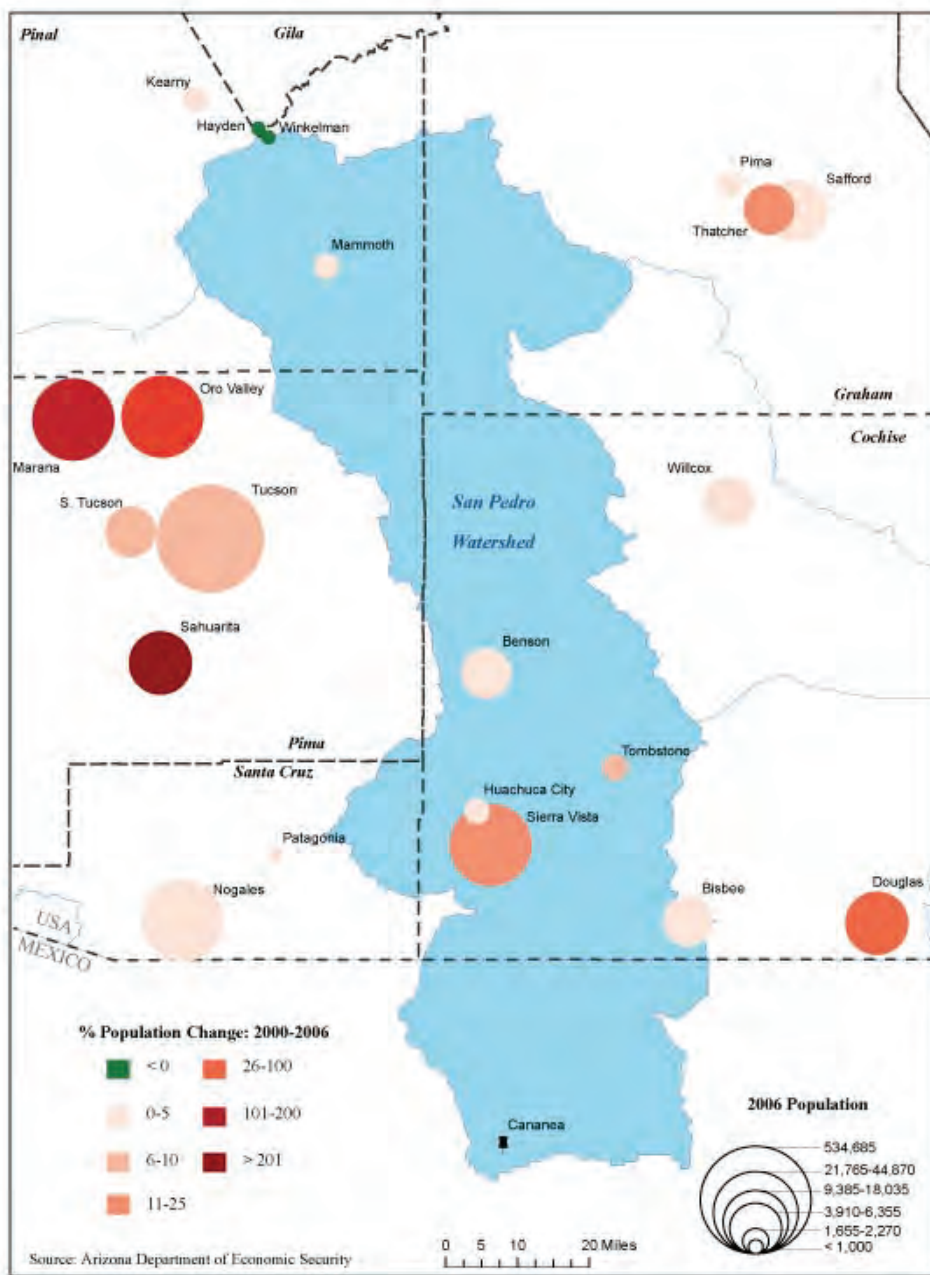 Pinal
Gila
Kearny
Hayden
Winkelman
Pima
Safford
Thatcher
Mammoth
Oro Valley
Graham
Cochise
Marana
Willcox
S. Tucson
Tucson
San Pedro
Watershed
Sahuarita
Benson
Pima
Santa Cruz
Tombstone
Huachuca City
Sierra Vista
Patagonia
Nogales
Bisbee
Douglas
USA
MEXICO
% Population Change: 2000-2006
< 0
26-100
0-5
101-200
6-10
> 201
11-25
Cananea
2006 Population
534,685
21,765-44,870
9,385-18,035
3,910-6,355
1,655-2,270
< 1,000
0 5 10 20 Miles
Source: Arizona Department of Economic Security